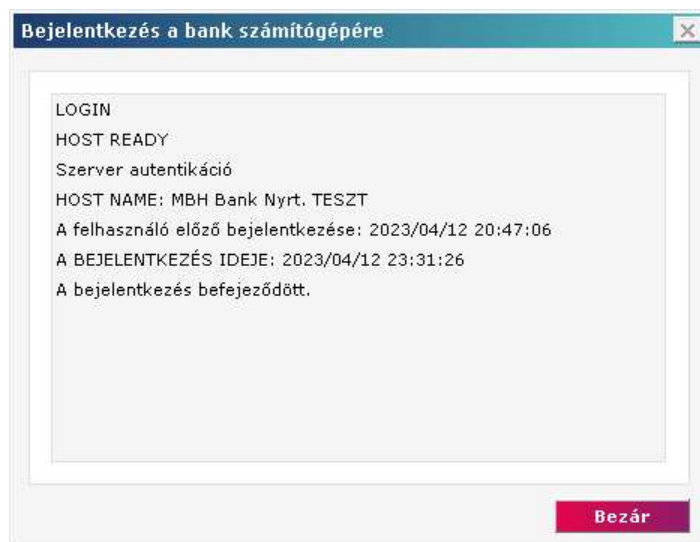 Bejelentkezés a bank számítógépére
LOGIN
HOST READY
Szerver autentikáció
HOST NAME: MBH Bank Nyrt. TESZT
A felhasználó előző bejelentkezése: 2023/04/12 20:47:06
A BEJELENTKEZÉS IDEJE: 2023/04/12 23:31:26
A bejelentkezés befejeződött.
Bezár